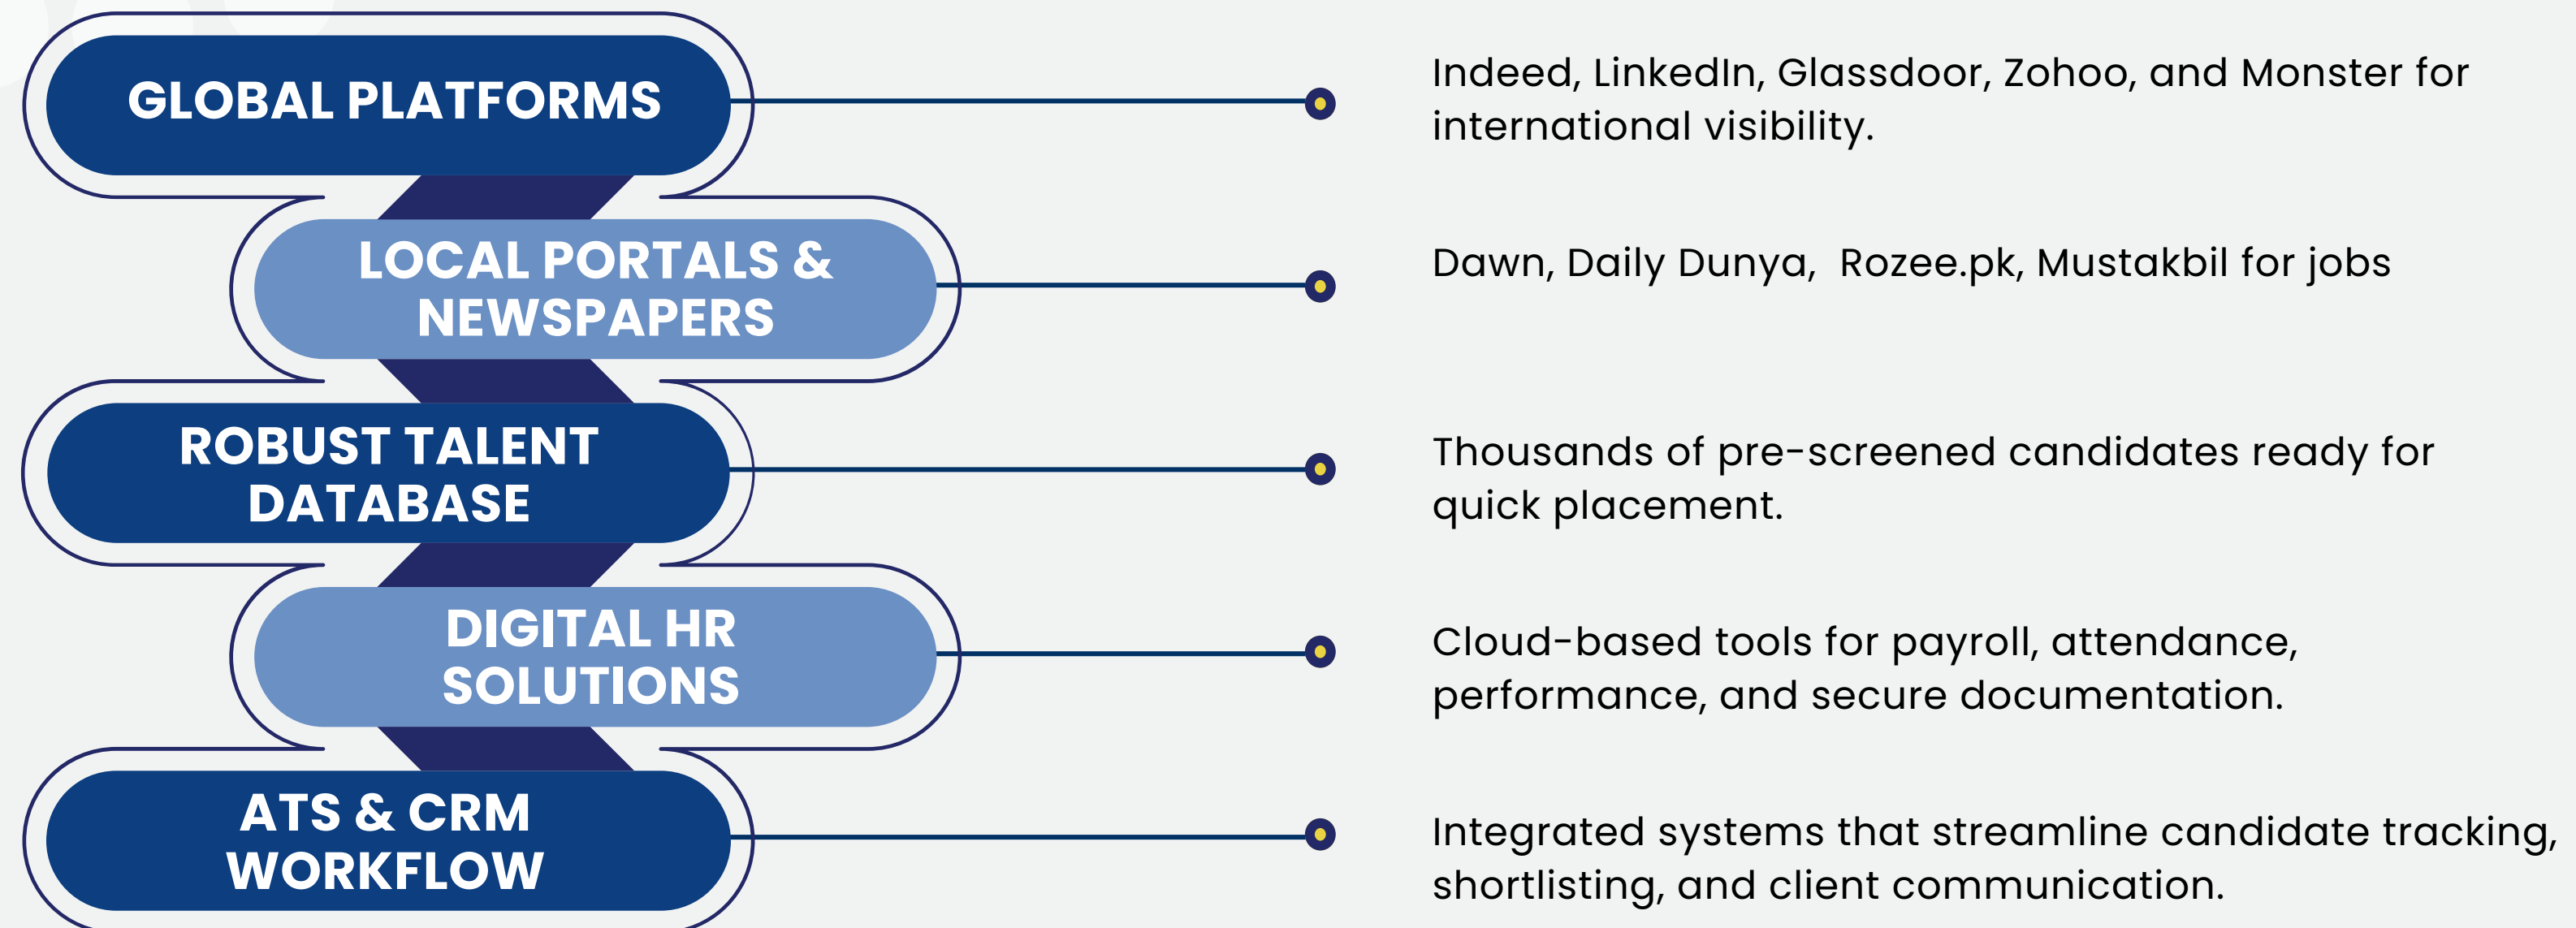 GLOBAL PLATFORMS
Indeed, LinkedIn, Glassdoor, Zohoo, and Monster for
international visibility.
LOCAL PORTALS &
NEWSPAPERS
Dawn, Daily Dunya,  Rozee.pk, Mustakbil for jobs
ROBUST TALENT
DATABASE
Thousands of pre-screened candidates ready for
quick placement.
DIGITAL HR
SOLUTIONS
Cloud-based tools for payroll, attendance,
performance, and secure documentation.
ATS & CRM
WORKFLOW
Integrated systems that streamline candidate tracking,
shortlisting, and client communication.